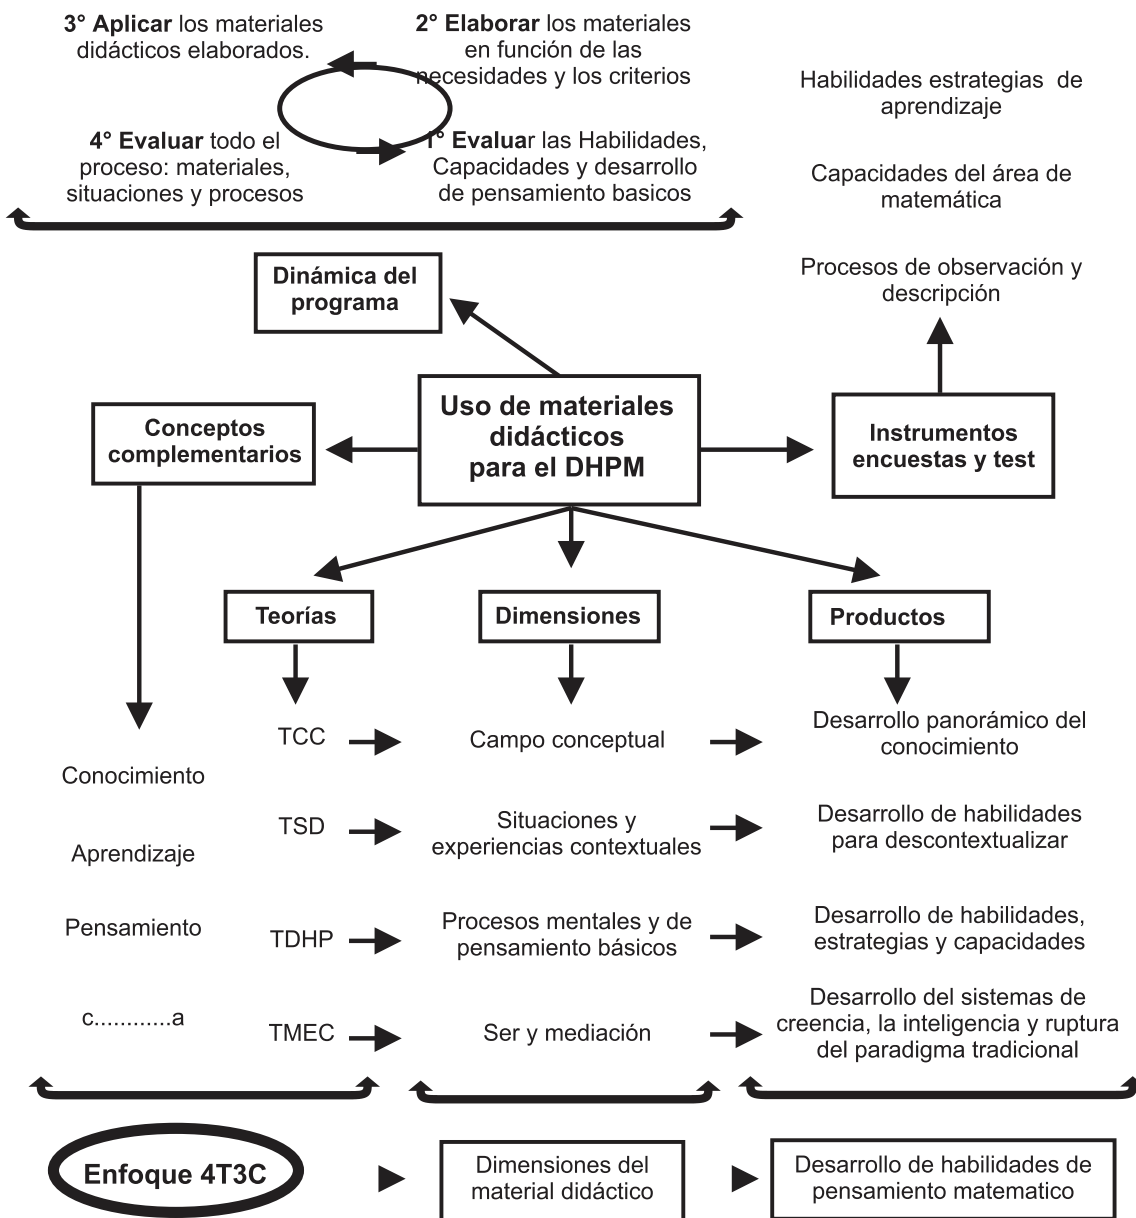 3° Aplicar los materiales
didácticos elaborados.
2° Elaborar los materiales
en función de las
necesidades y los criterios
4° Evaluar todo el
proceso: materiales,
situaciones y procesos
1° Evaluar las Habilidades,
Capacidades y desarrollo
de pensamiento basicos
Habilidades estrategias de
aprendizaje
Capacidades del área de
matemática
Procesos de observación y
descripción
Dinámica del
programa
Conceptos
complementarios
Uso de materiales
didácticos
para el DHPM
Instrumentos
encuestas y test
Teorías
Dimensiones
Productos
Conocimiento
Aprendizaje
Pensamiento
c............a
TCC
Campo conceptual
Desarrollo panorámico del
conocimiento
TSD
Situaciones y
experiencias contextuales
Desarrollo de habilidades
para descontextualizar
TDHP
Procesos mentales y de
pensamiento básicos
Desarrollo de habilidades,
estrategias y capacidades
TMEC
Ser y mediación
Desarrollo del sistemas de
creencia, la inteligencia y ruptura
del paradigma tradicional
Enfoque 4T3C
Dimensiones del
material didáctico
Desarrollo de habilidades de
pensamiento matematico